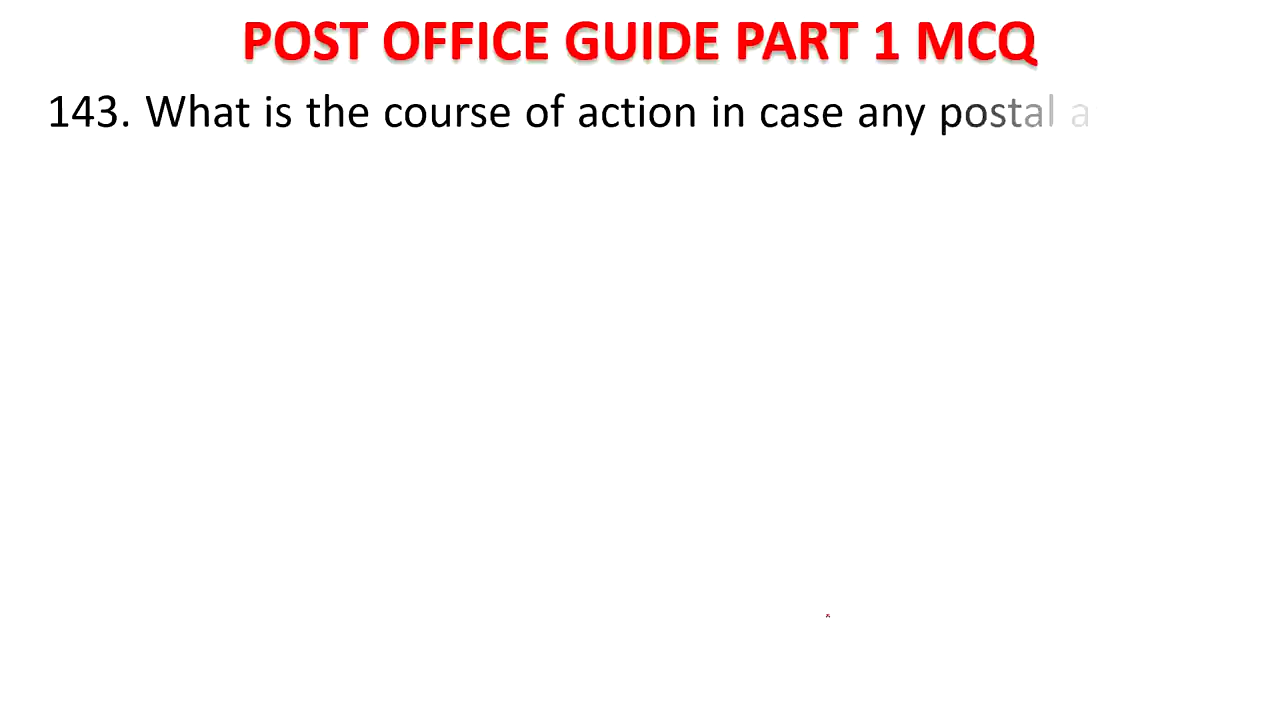 POST OFFICE GUIDE PART 1 MCQ
143. What is the course of action in case any postal a